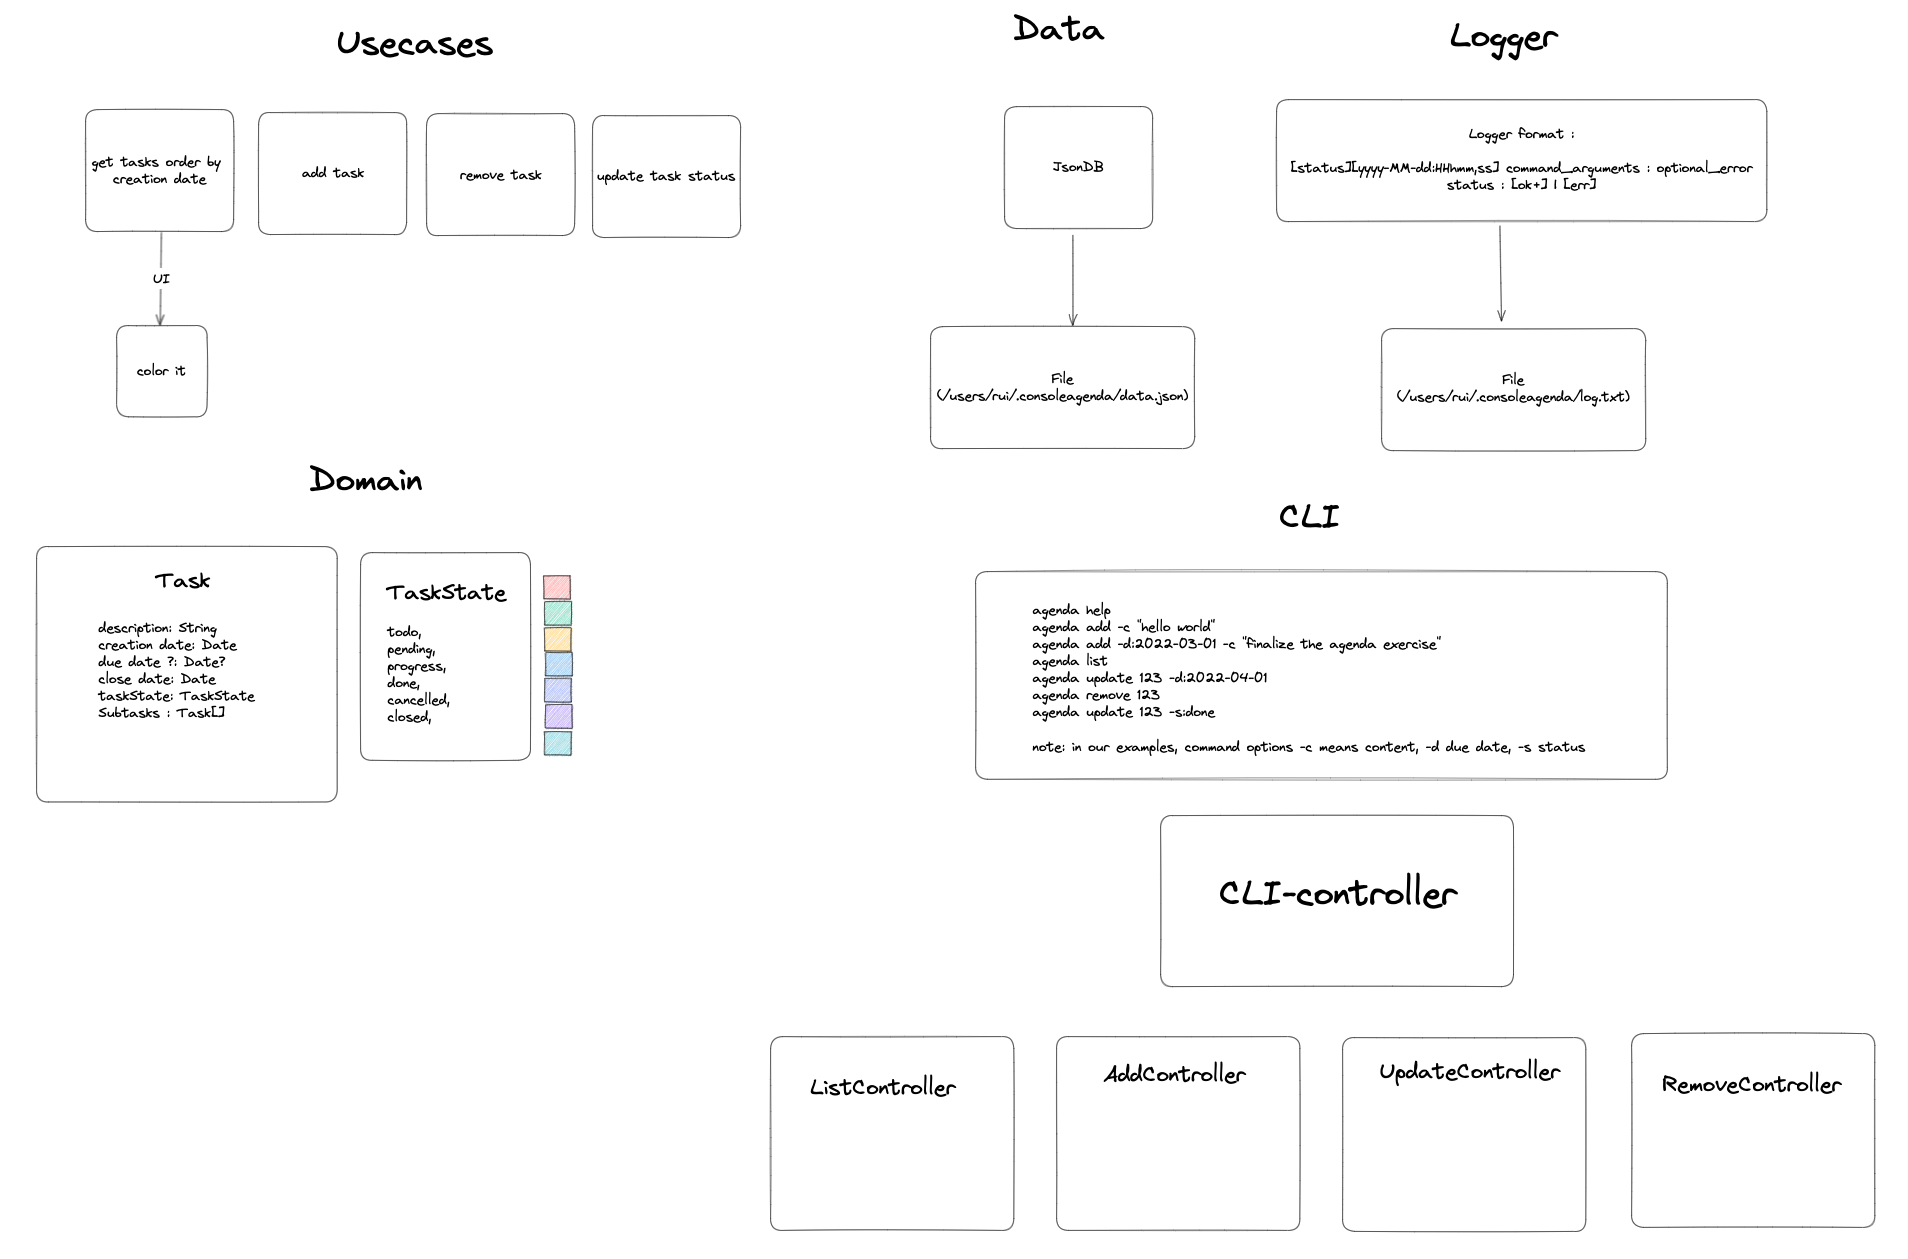 Usecases
get tasks order by
creation date
add task
remove task
update task status
UI
color it
Data
JsonDB
File
(/users/rui/.consoleagenda/data.json)
Logger
Logger format :
[status][yyyy-MM-dd:HHhmm,ss] command_arguments : optional_error
status : [ok+] | [err]
File
(/users/rui/.consoleagenda/log.txt)
Domain
Task
description: String
creation date: Date
due date ?: Date?
close date: Date
taskState: TaskState
Subtasks : Task[]
TaskState
todo,
pending,
progress,
done,
cancelled,
closed,
CLI
agenda help
agenda add -c "hello world"
agenda add -d:2022-03-01 -c "finalize the agenda exercise"
agenda list
agenda update 123 -d:2022-04-01
agenda remove 123
agenda update 123 -s:done
note: in our examples, command options -c means content, -d due date, -s status
CLI-controller
ListController
AddController
UpdateController
RemoveController